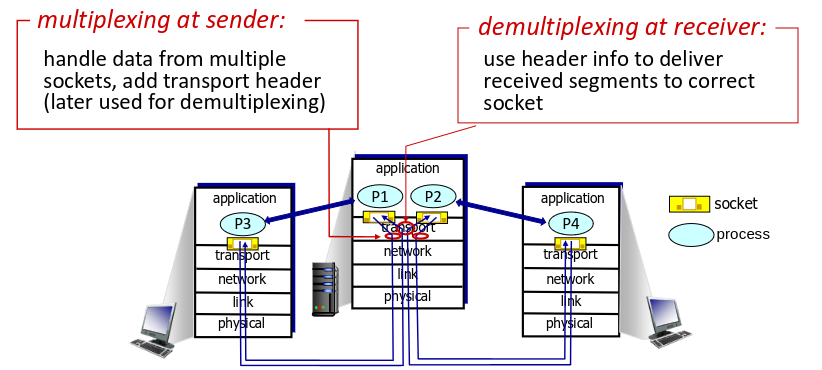 multiplexing at sender:
handle data from multiple
sockets, add transport header
(later used for demultiplexing)
demultiplexing at receiver:
use header info to deliver
received segments to correct
socket
application
P3
transport
network
link
physical
application
P1
P2
transport
network
link
physical
application
P4
transport
network
link
physical
socket
process